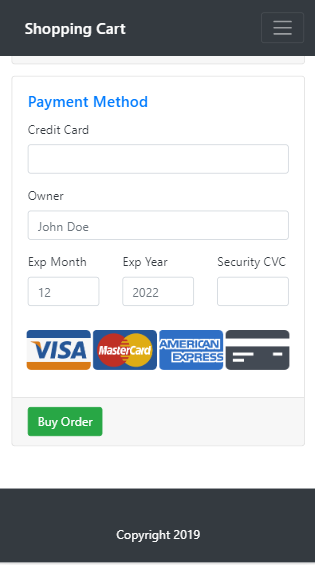 Shopping Cart
Payment Method
Credit Card
Owner
John Doe
Exp Month Exp Year Security CVC
12 2022
VISA MasterCard AMERICAN EXPRESS
Buy Order
Copyright 2019